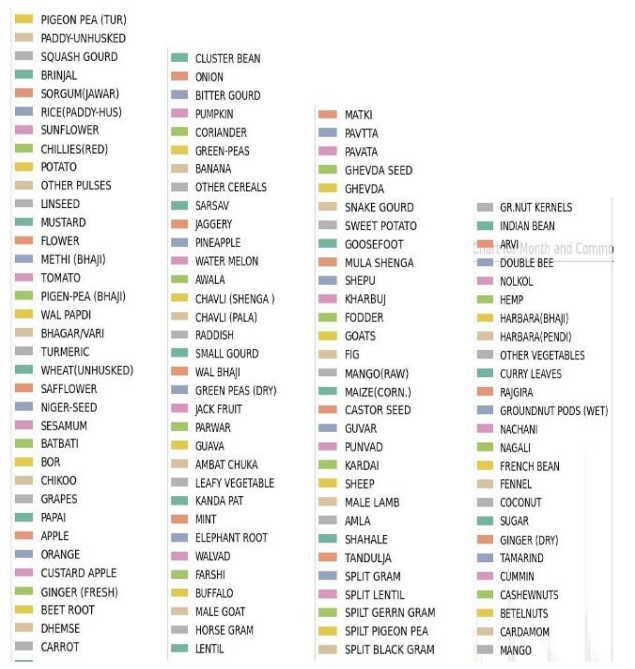 PIGEON PEA (TUR)
PADDY-UNHUSKED
SQUASH GOURD
BRINJAL
SORGUM(JAWAR)
RICE(PADDY-HUS)
SUNFLOWER
CHILLIES(RED)
POTATO
OTHER PULSES
LINSEED
MUSTARD
FLOWER
METHI (BHAJI)
TOMATO
PIGEN-PEA (BHAJI)
WAL PAPDI
BHAGAR/VARI
TURMERIC
WHEAT(UNHUSKED)
SAFFLOWER
NIGER-SEED
SESAMUM
BATBATI
BOR
CHIKOO
GRAPES
PAPAI
APPLE
ORANGE
CUSTARD APPLE
GINGER (FRESH)
BEET ROOT
DHEMSE
CARROT
CLUSTER BEAN
ONION
BITTER GOURD
PUMPKIN
CORIANDER
GREEN-PEAS
BANANA
OTHER CEREALS
SARSAV
JAGGERY
PINEAPPLE
WATER MELON
AWALA
CHAVLI (SHENGA )
CHAVLI (PALA)
RADDISH
SMALL GOURD
WAL BHAJI
GREEN PEAS (DRY)
JACK FRUIT
PARWAR
GUAVA
AMBAT CHUKA
LEAFY VEGETABLE
KANDA PAT
MINT
ELEPHANT ROOT
WALVAD
FARSHI
BUFFALO
MALE GOAT
HORSE GRAM
LENTIL
MATKI
PAVTTA
PAVATA
GHEVDA SEED
GHEVDA
SNAKE GOURD
SWEET POTATO
GOOSEFOOT
MULA SHENGA
SHEPU
KHARBUJ
FODDER
GOATS
FIG
MANGO(RAW)
MAIZE(CORN.)
CASTOR SEED
GUVAR
PUNVAD
KARDAI
SHEEP
MALE LAMB
AMLA
SHAHALE
TANDULJA
SPLIT GRAM
SPLIT LENTIL
SPILT GERRN GRAM
SPILT PIGEON PEA
SPLIT BLACK GRAM
GR.NUT KERNELS
INDIAN BEAN
ARVI
Chart for Month and Commo
DOUBLE BEE
NOLKOL
HEMP
HARBARA(BHAJI)
HARBARA(PENDI)
OTHER VEGETABLES
CURRY LEAVES
RAJGIRA
GROUNDNUT PODS (WET)
NACHANI
NAGALI
FRENCH BEAN
FENNEL
COCONUT
SUGAR
GINGER (DRY)
TAMARIND
CUMMIN
CASHEWNUTS
BETELNUTS
CARDAMOM
MANGO